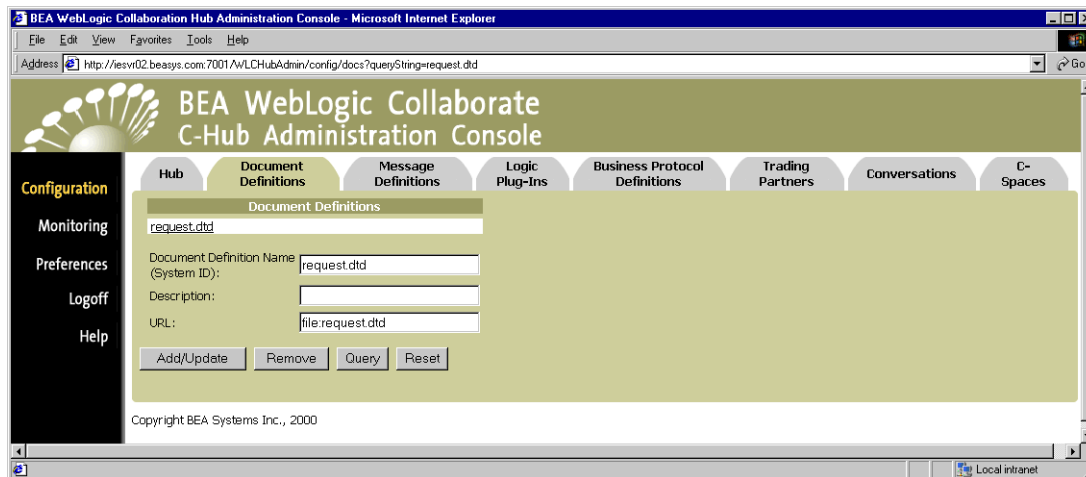 BEA WebLogic Collaboration Hub Administration Console - Microsoft Internet Explorer
File Edit View Favorites Tools Help
Address http://iesvr02.beasys.com:7001/WLCHubAdmin/config/docs?queryString=request.dtd Go
BEA WebLogic Collaborate
C-Hub Administration Console
Hub Document Definitions Message Definitions Logic Plug-Ins Business Protocol Definitions Trading Partners Conversations C-Spaces
Configuration
Monitoring
Preferences
Logoff
Help
Document Definitions
request.dtd
Document Definition Name
(System ID): request.dtd
Description:
URL: file:request.dtd
Add/Update Remove Query Reset
Copyright BEA Systems Inc., 2000
Local intranet